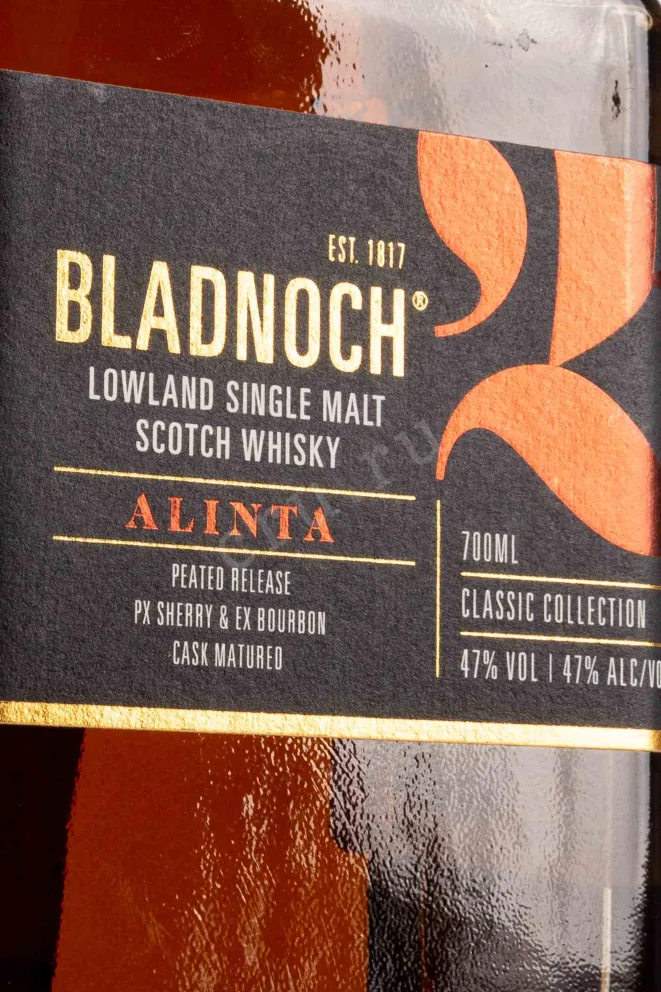 EST. 1817
BLADNOCH®
LOWLAND SINGLE MALT
SCOTCH WHISKY
ALINTA
PEATED RELEASE
PX SHERRY & EX BOURBON
CASK MATURED
700ML
CLASSIC COLLECTION
47% VOL | 47% ALC/VO